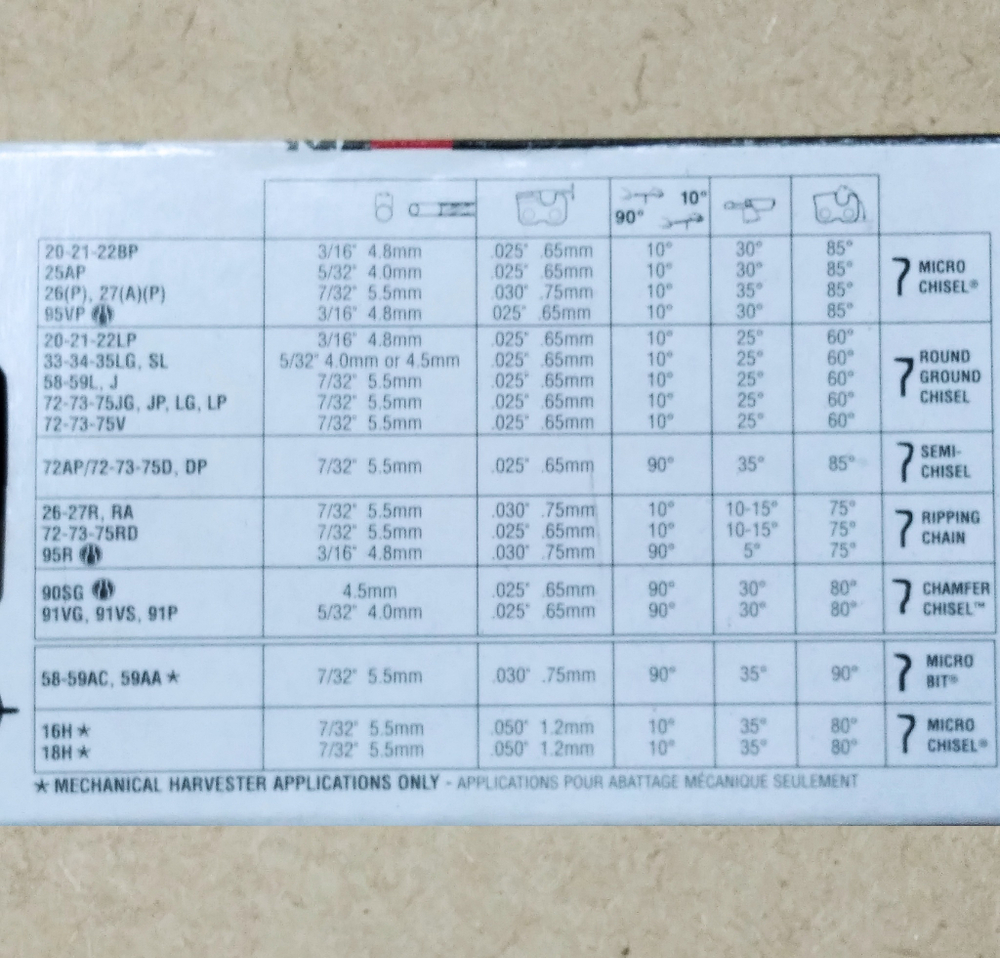 10°
90°
20-21-22BP 3/16" 4.8mm .025" .65mm 10° 30° 85°
25AP 5/32" 4.0mm .025" .65mm 10° 30° 85°
26(P), 27(A)(P) 7/32" 5.5mm .030" .75mm 10° 35° 85°
95VP 3/16" 4.8mm 025" .65mm 10° 30° 85°
MICRO
CHISEL®
20-21-22LP 3/16" 4.8mm .025" .65mm 10° 25° 60°
33-34-35LG, SL 5/32" 4.0mm or 4.5mm .025" .65mm 10° 25° 60°
58-59L, J 7/32" 5.5mm .025" .65mm 10° 25° 60°
72-73-75JG, JP, LG, LP 7/32" 5.5mm .025" .65mm 10° 25° 60°
72-73-75V 7/32" 5.5mm .025" .65mm 10° 25° 60°
ROUND
GROUND
CHISEL
72AP/72-73-75D, DP 7/32" 5.5mm .025" .65mm 90° 35° 85°
SEMI-
CHISEL
26-27R, RA 7/32" 5.5mm .030" .75mm 10° 10-15° 75°
72-73-75RD 7/32" 5.5mm .025" .65mm 10° 10-15° 75°
95R 3/16" 4.8mm .030" .75mm 90° 5° 75°
RIPPING
CHAIN
90SG 4.5mm .025" .65mm 90° 30° 80°
91VG, 91VS, 91P 5/32" 4.0mm .025" .65mm 90° 30° 80°
CHAMFER
CHISEL™
58-59AC, 59AA ★ 7/32" 5.5mm .030" .75mm 90° 35° 90°
MICRO
BIT®
16H ★ 7/32" 5.5mm .050" 1.2mm 10° 35° 80°
18H ★ 7/32" 5.5mm .050" 1.2mm 10° 35° 80°
MICRO
CHISEL®
★ MECHANICAL HARVESTER APPLICATIONS ONLY - APPLICATIONS POUR ABATTAGE MÉCANIQUE SEULEMENT